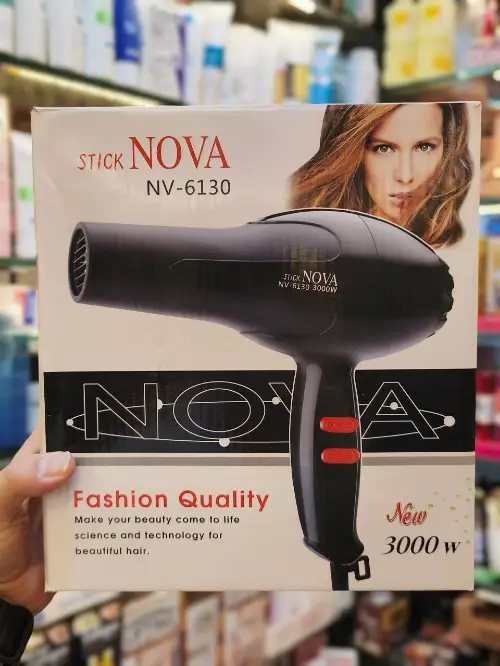 STICK NOVA
NV-6130
STICK NOVA
NV-6130 3000W
NOVA
Fashion Quality
Make your beauty come to life
science and technology for
beautiful hair.
New
3000 W